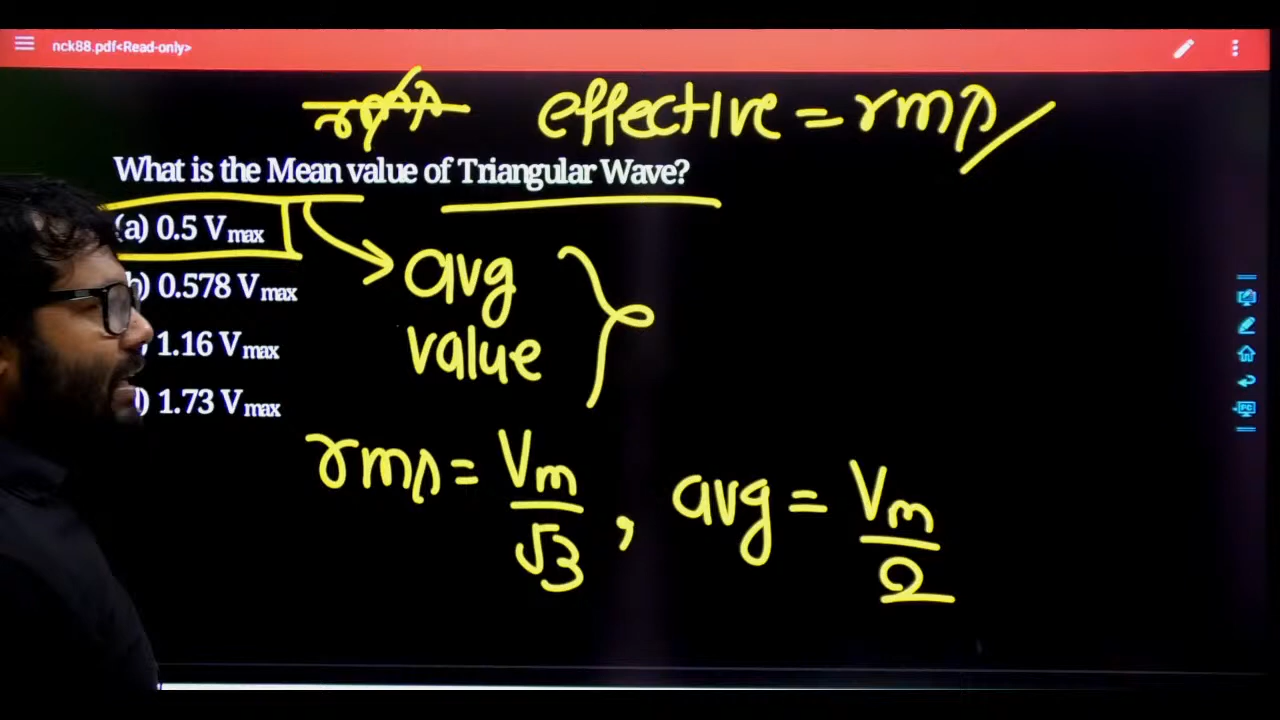 nck88.pdf<Read-only>
effective = rms
What is the Mean value of Triangular Wave?
(a) 0.5 Vmax
avg
b) 0.578 Vmax
value
) 1.16 Vmax
) 1.73 Vmax
rms = Vm/√3 , avg = Vm/2
PC